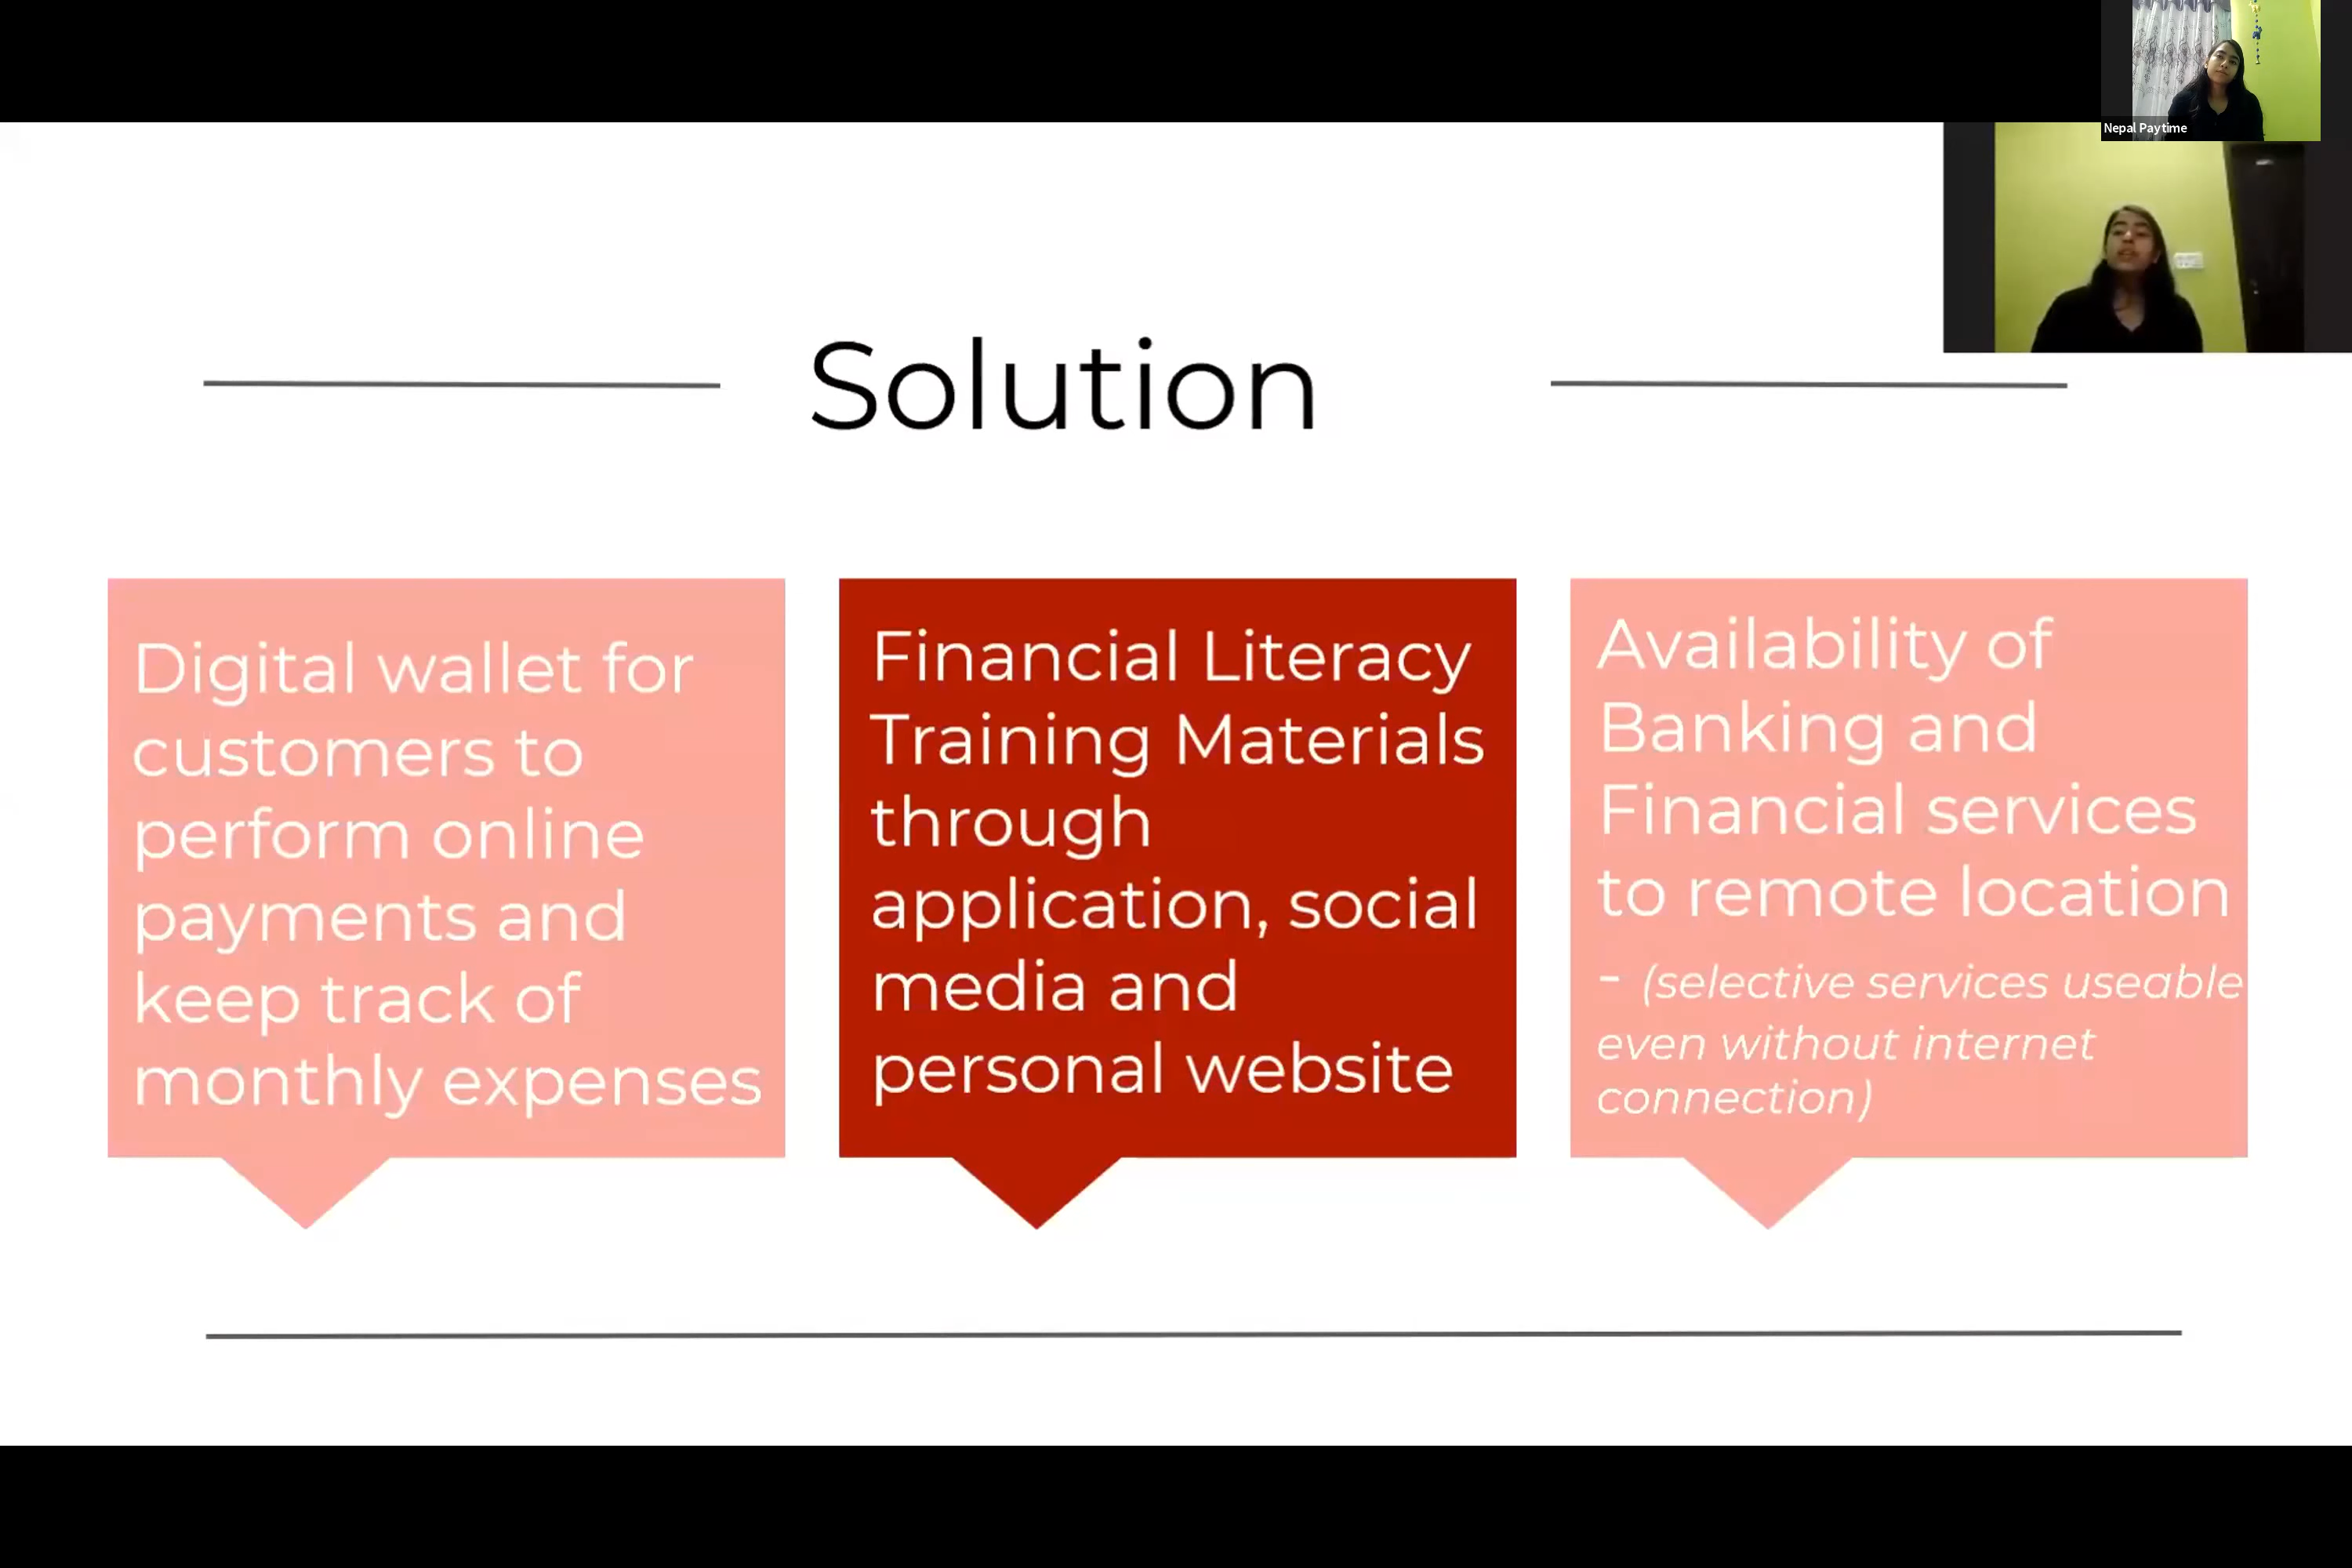 Nepal Paytime
Solution
Digital wallet for
customers to
perform online
payments and
keep track of
monthly expenses
Financial Literacy
Training Materials
through
application, social
media and
personal website
Availability of
Banking and
Financial services
to remote location
- (selective services useable
even without internet
connection)